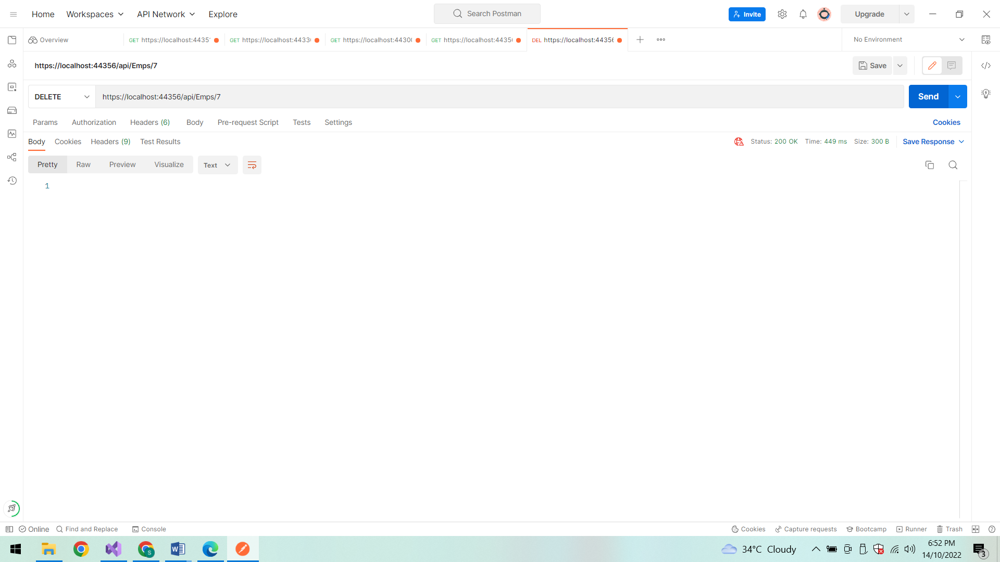 Home Workspaces API Network Explore Search Postman Invite Upgrade
Overview GET https://localhost:4435 GET https://localhost:4433 GET https://localhost:4430 GET https://localhost:4435 DEL https://localhost:44356 No Environment
https://localhost:44356/api/Emps/7 Save
DELETE https://localhost:44356/api/Emps/7 Send
Params Authorization Headers (6) Body Pre-request Script Tests Settings Cookies
Body Cookies Headers (9) Test Results Status: 200 OK Time: 449 ms Size: 300 B Save Response
Pretty Raw Preview Visualize Text
1
Online Find and Replace Console Cookies Capture requests Bootcamp Runner Trash
34°C Cloudy 6:52 PM
14/10/2022 3